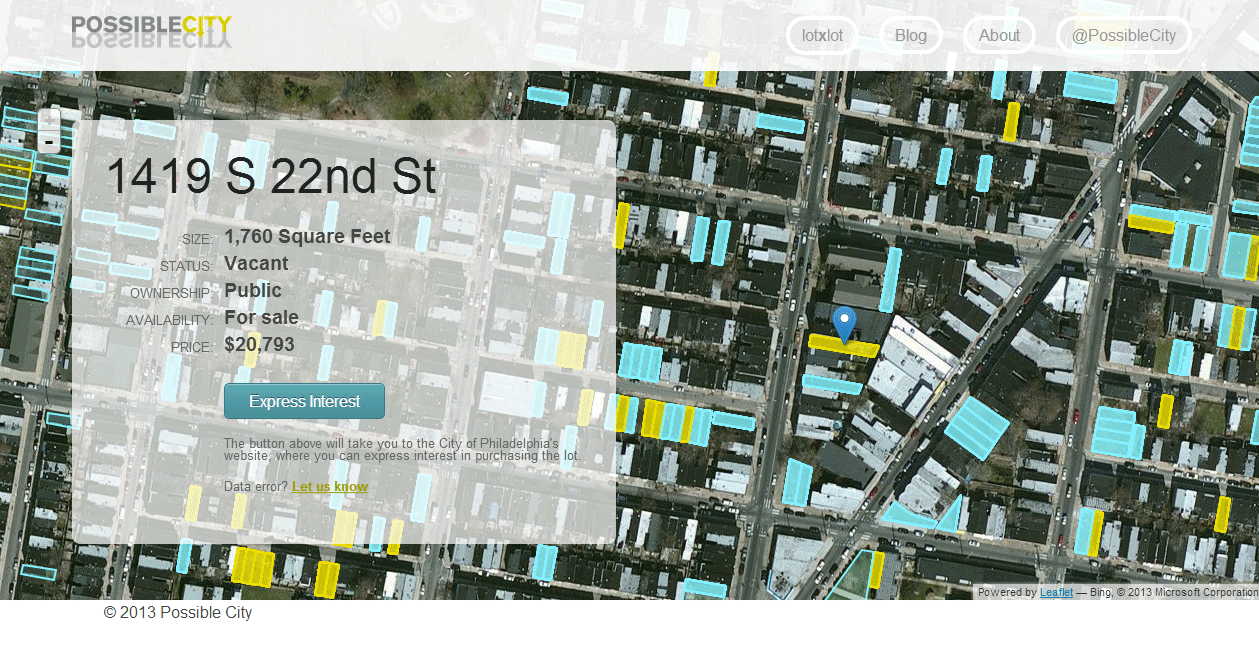 POSSIBLECITY
lotxlot
Blog
About
@PossibleCity
-
1419 S 22nd St
SIZE: 1,760 Square Feet
STATUS: Vacant
OWNERSHIP: Public
AVAILABILITY: For sale
PRICE: $20,793
Express Interest
The button above will take you to the City of Philadelphia's
website, where you can express interest in purchasing the lot.
Data error? Let us know
Powered by Leaflet — Bing, © 2013 Microsoft Corporation
© 2013 Possible City